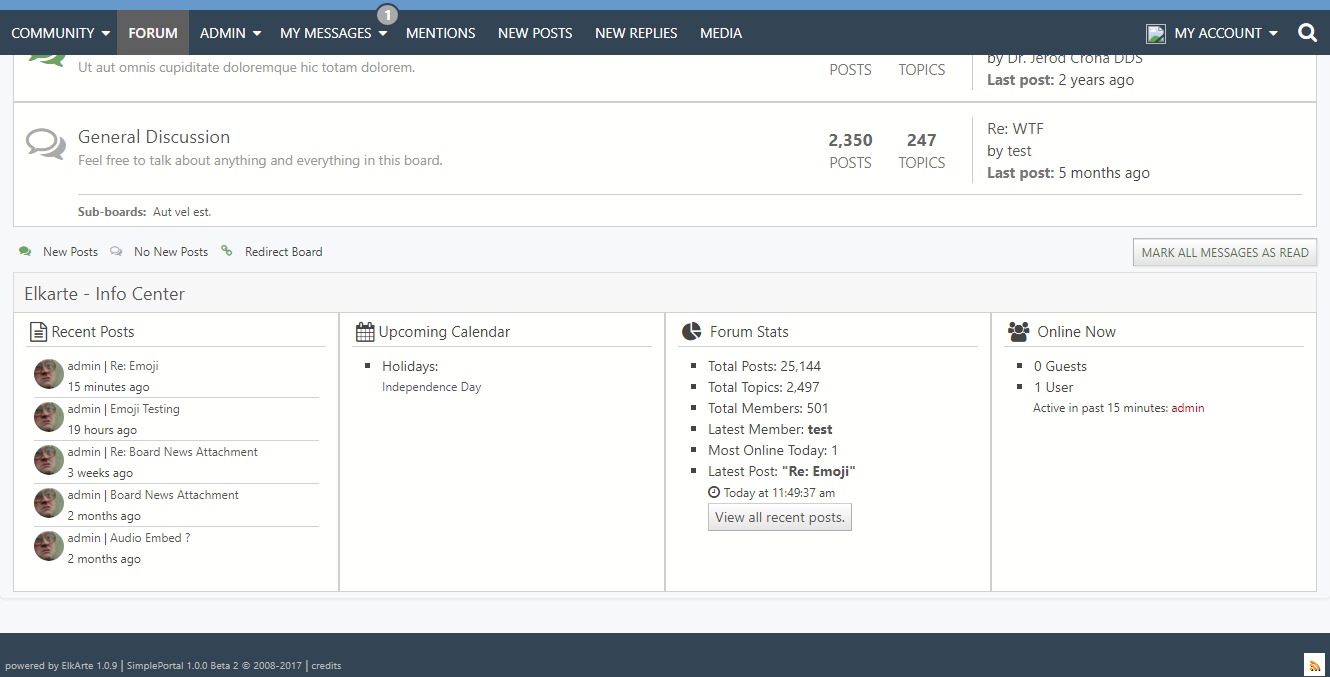 COMMUNITY FORUM ADMIN MY MESSAGES 1 MENTIONS NEW POSTS NEW REPLIES MEDIA MY ACCOUNT
Ut aut omnis cupiditate doloremque hic totam dolorem.
POSTS TOPICS
by Dr. Jerod Crona DDS
Last post: 2 years ago
General Discussion
Feel free to talk about anything and everything in this board.
2,350 247
POSTS TOPICS
Re: WTF
by test
Last post: 5 months ago
Sub-boards: Aut vel est.
New Posts No New Posts Redirect Board
MARK ALL MESSAGES AS READ
Elkarte - Info Center
Recent Posts
admin | Re: Emoji
15 minutes ago
admin | Emoji Testing
19 hours ago
admin | Re: Board News Attachment
3 weeks ago
admin | Board News Attachment
2 months ago
admin | Audio Embed ?
2 months ago
Upcoming Calendar
Holidays:
Independence Day
Forum Stats
Total Posts: 25,144
Total Topics: 2,497
Total Members: 501
Latest Member: test
Most Online Today: 1
Latest Post: "Re: Emoji"
Today at 11:49:37 am
View all recent posts.
Online Now
0 Guests
1 User
Active in past 15 minutes: admin
powered by ElkArte 1.0.9 | SimplePortal 1.0.0 Beta 2 © 2008-2017 | credits